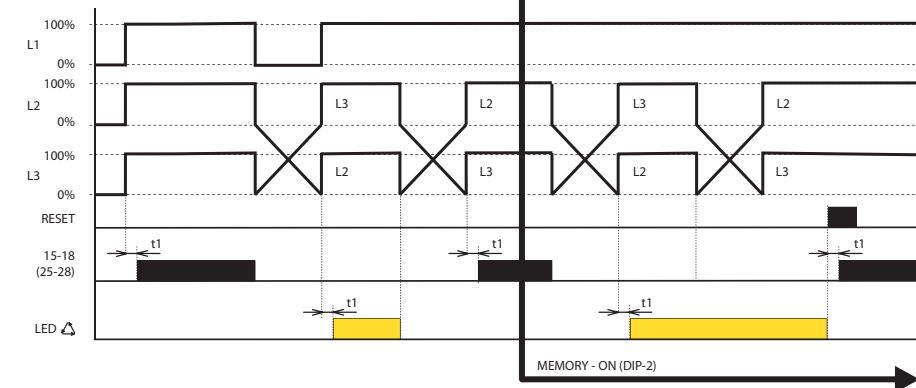 100%
L1
0%
100%
L2
0%
L3 L2 L3 L2
100%
L3
0%
L2 L3 L2 L3
RESET
t1 t1 t1
15-18
(25-28)
t1 t1
LED
MEMORY - ON (DIP-2)